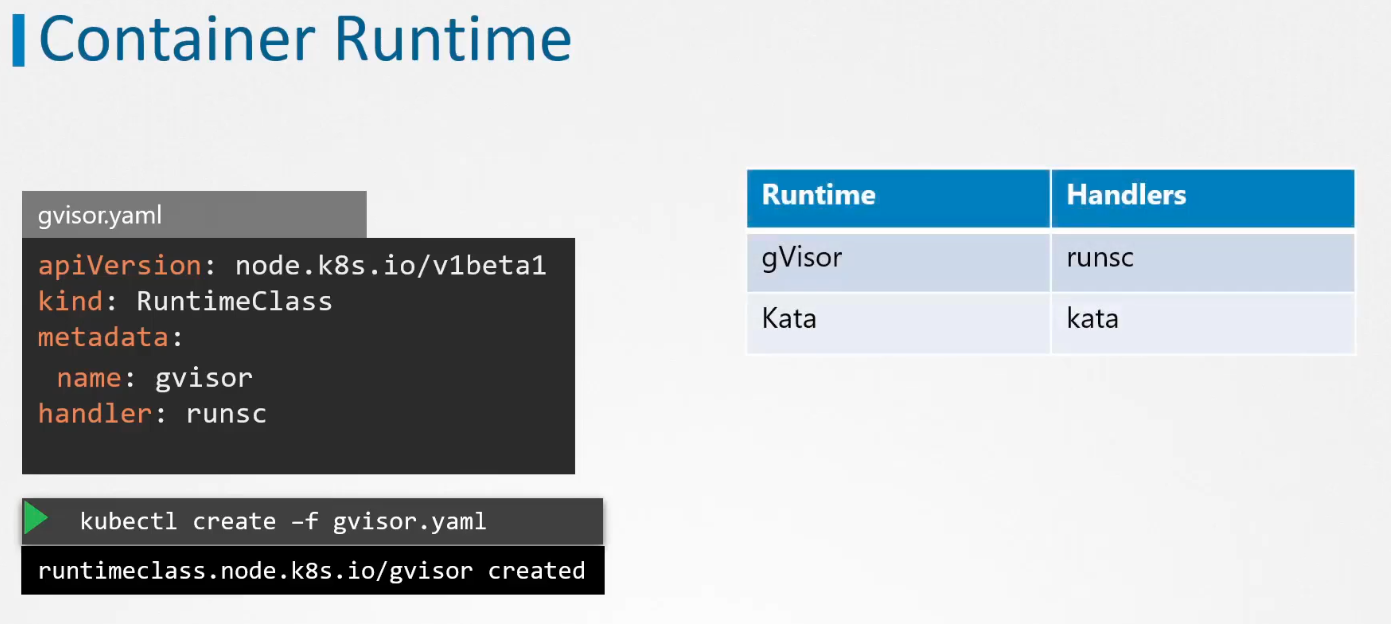 Container Runtime
gvisor.yaml
apiVersion: node.k8s.io/v1beta1
kind: RuntimeClass
metadata:
 name: gvisor
handler: runsc
kubectl create –f gvisor.yaml
runtimeclass.node.k8s.io/gvisor created
Runtime Handlers
gVisor runsc
Kata kata